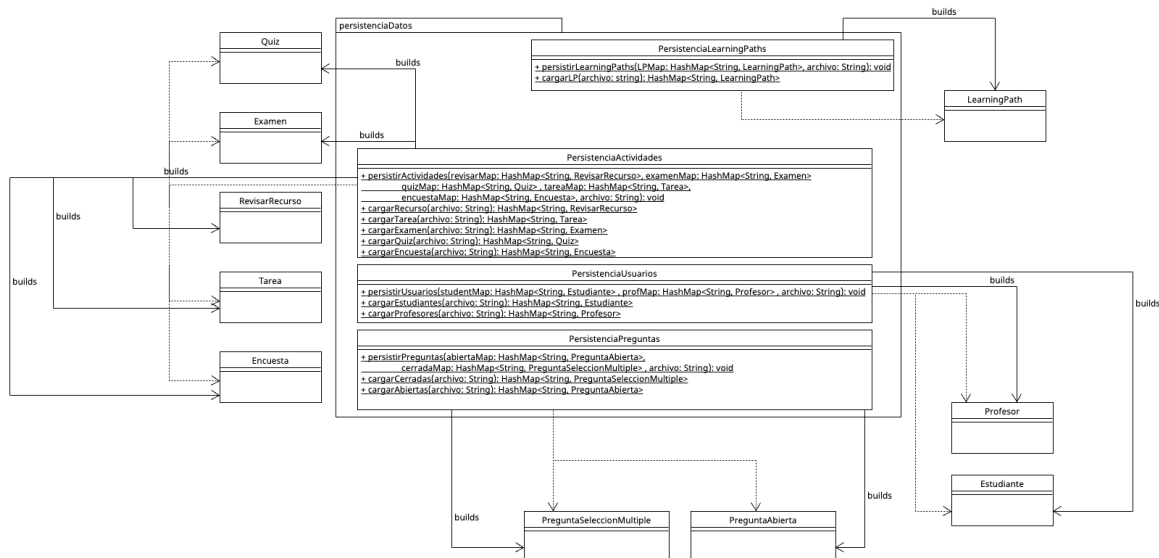 builds
persistenciaDatos
Quiz
PersistenciaLearningPaths
+ persistirLearningPaths(LPMap: HashMap<String, LearningPath>, archivo: String): void
+ cargarLP(archivo: string): HashMap<String, LearningPath>
builds
LearningPath
Examen
builds
PersistenciaActividades
+ persistirActividades(revisarMap: HashMap<String, RevisarRecurso>, examenMap: HashMap<String, Examen>
quizMap: HashMap<String, Quiz> , tareaMap: HashMap<String, Tarea>,
encuestaMap: HashMap<String, Encuesta>, archivo: String): void
+ cargarRecurso(archivo: String): HashMap<String, RevisarRecurso>
+ cargarTarea(archivo: String): HashMap<String, Tarea>
+ cargarExamen(archivo: String): HashMap<String, Examen>
+ cargarQuiz(archivo: String): HashMap<String, Quiz>
+ cargarEncuesta(archivo: String): HashMap<String, Encuesta>
builds
RevisarRecurso
builds
builds
Tarea
PersistenciaUsuarios
+ persistirUsuarios(studentMap: HashMap<String, Estudiante> , profMap: HashMap<String, Profesor> , archivo: String): void
+ cargarEstudiantes(archivo: String): HashMap<String, Estudiante>
+ cargarProfesores(archivo: String): HashMap<String, Profesor>
builds
builds
Encuesta
PersistenciaPreguntas
+ persistirPreguntas(abiertaMap: HashMap<String, PreguntaAbierta>,
cerradaMap: HashMap<String, PreguntaSeleccionMultiple> , archivo: String): void
+ cargarCerradas(archivo: String): HashMap<String, PreguntaSeleccionMultiple>
+ cargarAbiertas(archivo: String): HashMap<String, PreguntaAbierta>
Profesor
Estudiante
builds
builds
PreguntaSeleccionMultiple
PreguntaAbierta